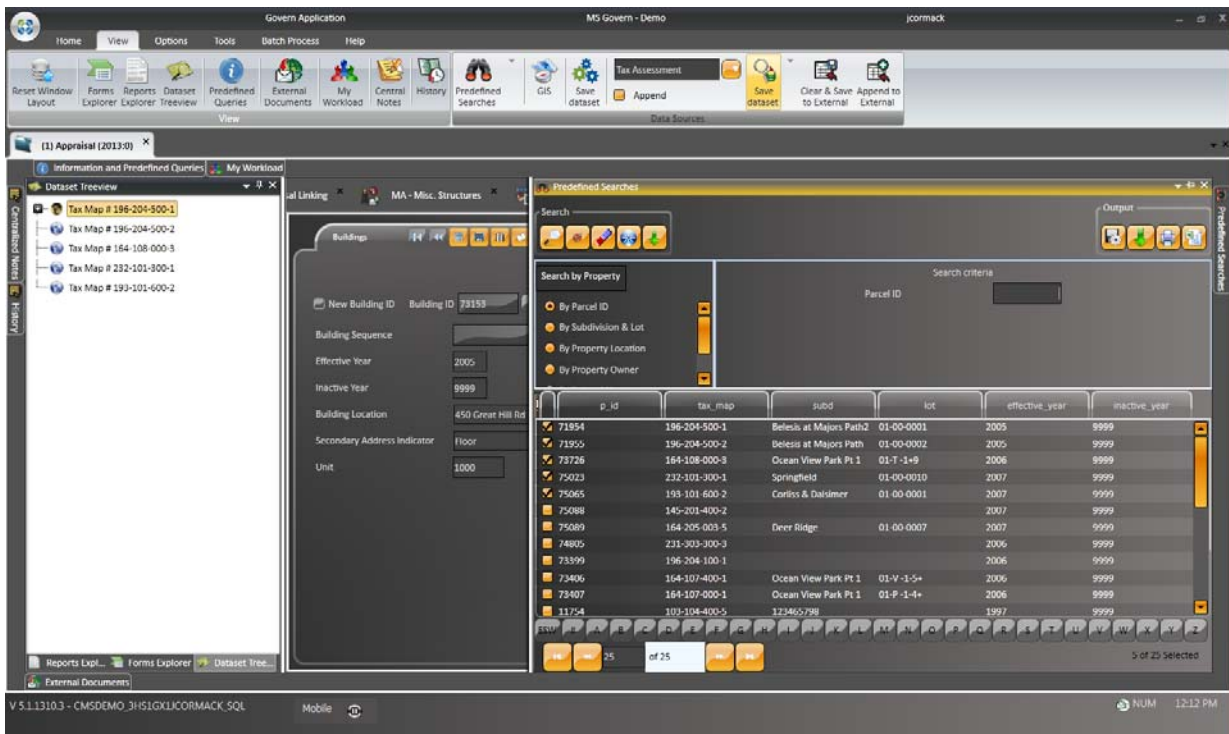 Govern Application MS Govern - Demo jcormack
Home View Options Tools Batch Process Help
Reset Window Layout
Forms Explorer
Reports Explorer
Dataset Treeview
Predefined Queries
External Documents
My Workload
Central Notes
History
Predefined Searches
GIS
Save dataset
Tax Assessment
Append
Save dataset
Clear & Save to External
Append to External
View
Data Sources
(1) Appraisal (2013:0)
Information and Predefined Queries My Workload
Centralized Notes
History
Dataset Treeview
Tax Map # 196-204-500-1
Tax Map # 196-204-500-2
Tax Map # 164-108-000-3
Tax Map # 232-101-300-1
Tax Map # 193-101-600-2
Reports Expl... Forms Explorer Dataset Tree...
al Linking MA - Misc. Structures
Buildings
New Building ID Building ID 73153
Building Sequence
Effective Year 2005
Inactive Year 9999
Building Location 450 Great Hill Rd
Secondary Address Indicator Floor
Unit 1000
Predefined Searches
Search
Output
Predefined Searches
Search by Property
By Parcel ID
By Subdivision & Lot
By Property Location
By Property Owner
Search criteria
Parcel ID
p_id tax_map subd lot effective_year inactive_year
71954 196-204-500-1 Belesis at Majors Path2 01-00-0001 2005 9999
71955 196-204-500-2 Belesis at Majors Path 01-00-0002 2005 9999
73726 164-108-000-3 Ocean View Park Pt 1 01-T -1+9 2006 9999
75023 232-101-300-1 Springfield 01-00-0010 2007 9999
75065 193-101-600-2 Corliss & Dalsimer 01-00-0001 2007 9999
75088 145-201-400-2 2007 9999
75089 164-205-003-5 Deer Ridge 01-00-0007 2007 9999
74805 231-303-300-3 2006 9999
73399 196-204-100-1 2006 9999
73406 164-107-400-1 Ocean View Park Pt 1 01-V -1-5+ 2006 9999
73407 164-107-000-1 Ocean View Park Pt 1 01-P -1-4+ 2006 9999
11754 103-104-400-5 123465798 1997 9999
A B C D E F G H I J K L M N O P Q R S T U V W X Y Z
25 of 25
5 of 25 Selected
External Documents
V 5.1.1310.3 - CMSDEMO_3HS1GX1JCORMACK_SQL Mobile NUM 12:12 PM